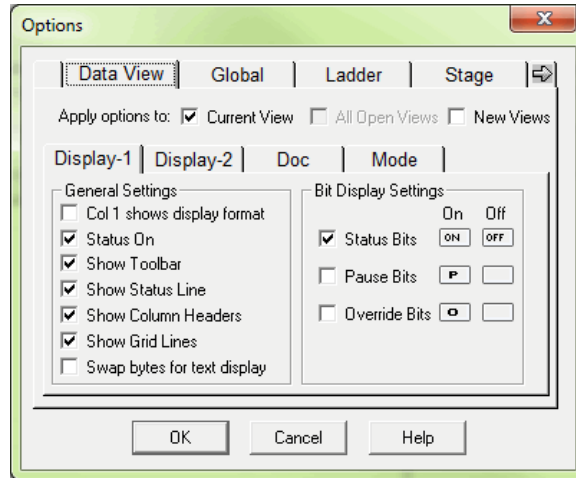 Options
Data View Global Ladder Stage
Apply options to: Current View All Open Views New Views
Display-1 Display-2 Doc Mode
General Settings
Col 1 shows display format
Status On
Show Toolbar
Show Status Line
Show Column Headers
Show Grid Lines
Swap bytes for text display
Bit Display Settings
On Off
Status Bits ON OFF
Pause Bits P
Override Bits O
OK Cancel Help